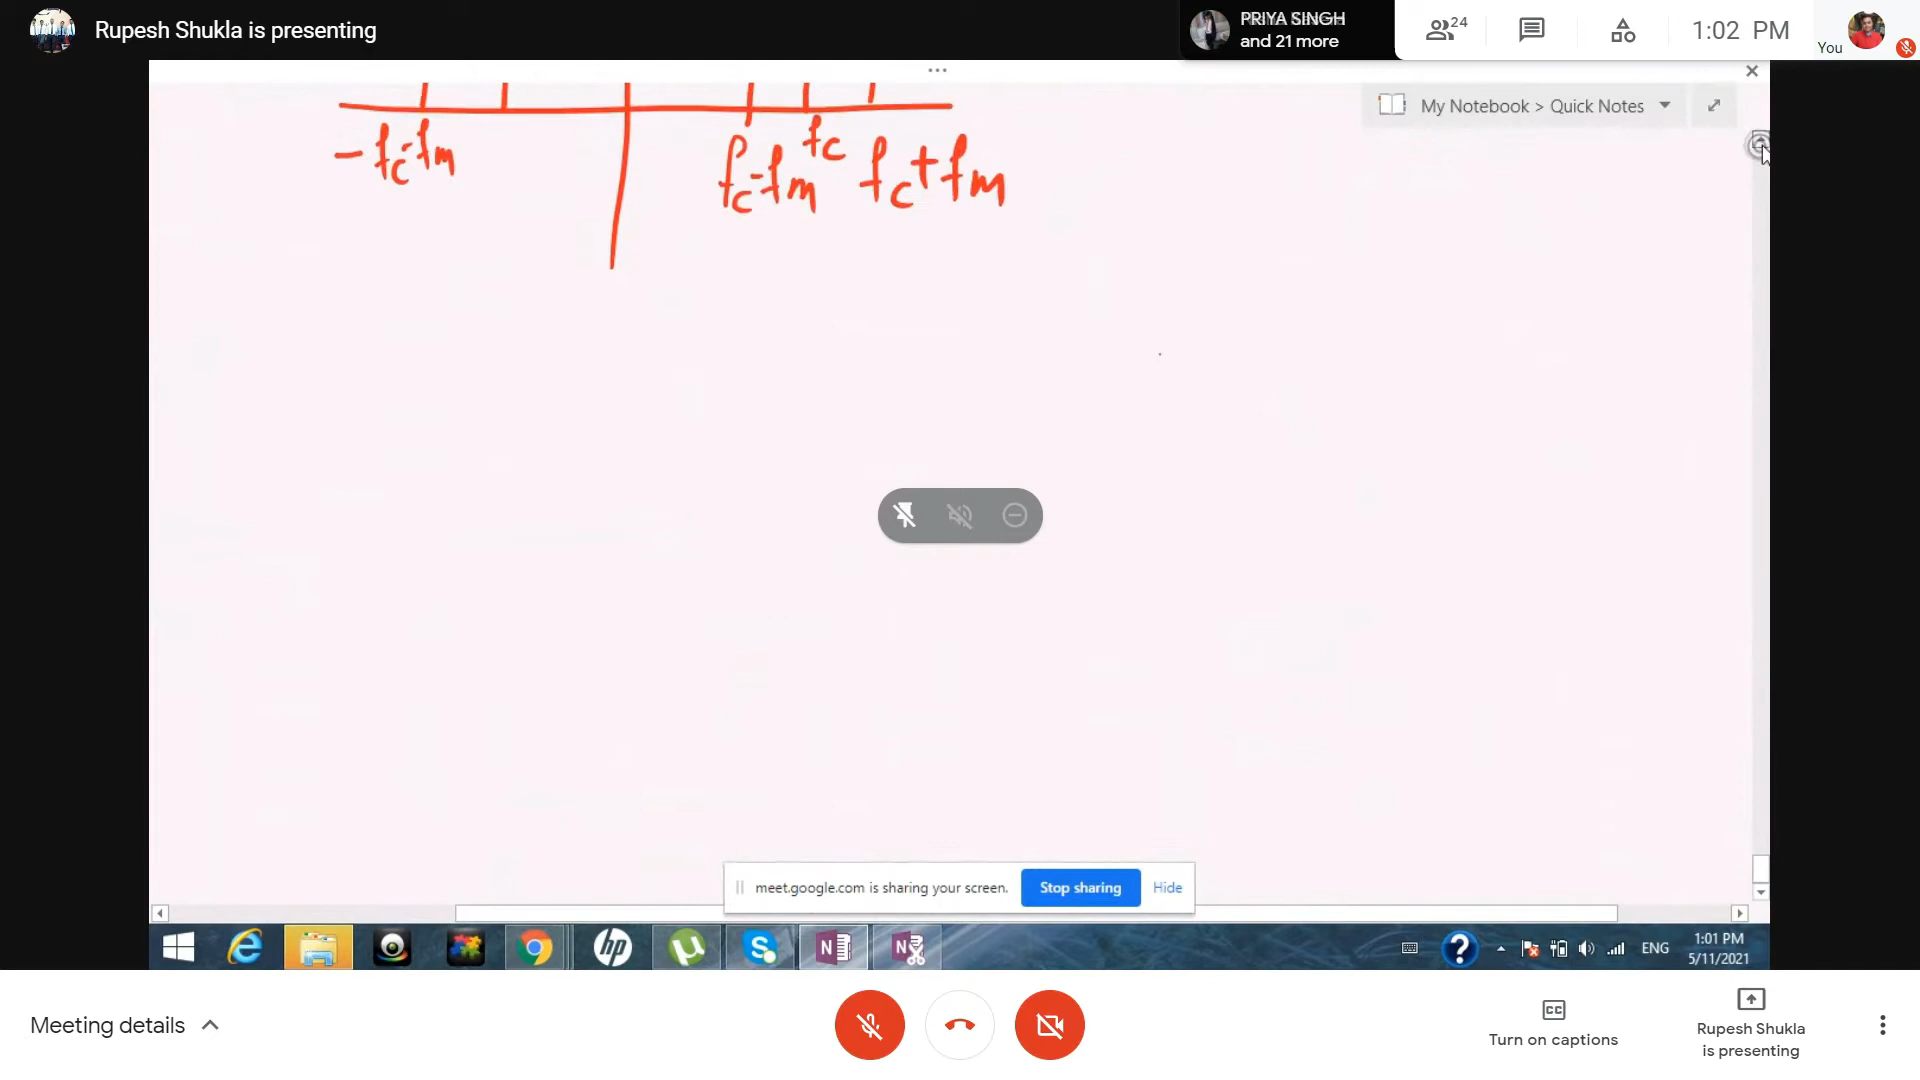 Rupesh Shukla is presenting
PRIYA SINGH
and 21 more
24
1:02 PM
You
My Notebook > Quick Notes
-fc-fm
fc-fm
fc
fc+fm
meet.google.com is sharing your screen.
Stop sharing
Hide
ENG
1:01 PM
5/11/2021
Meeting details
Turn on captions
Rupesh Shukla
is presenting